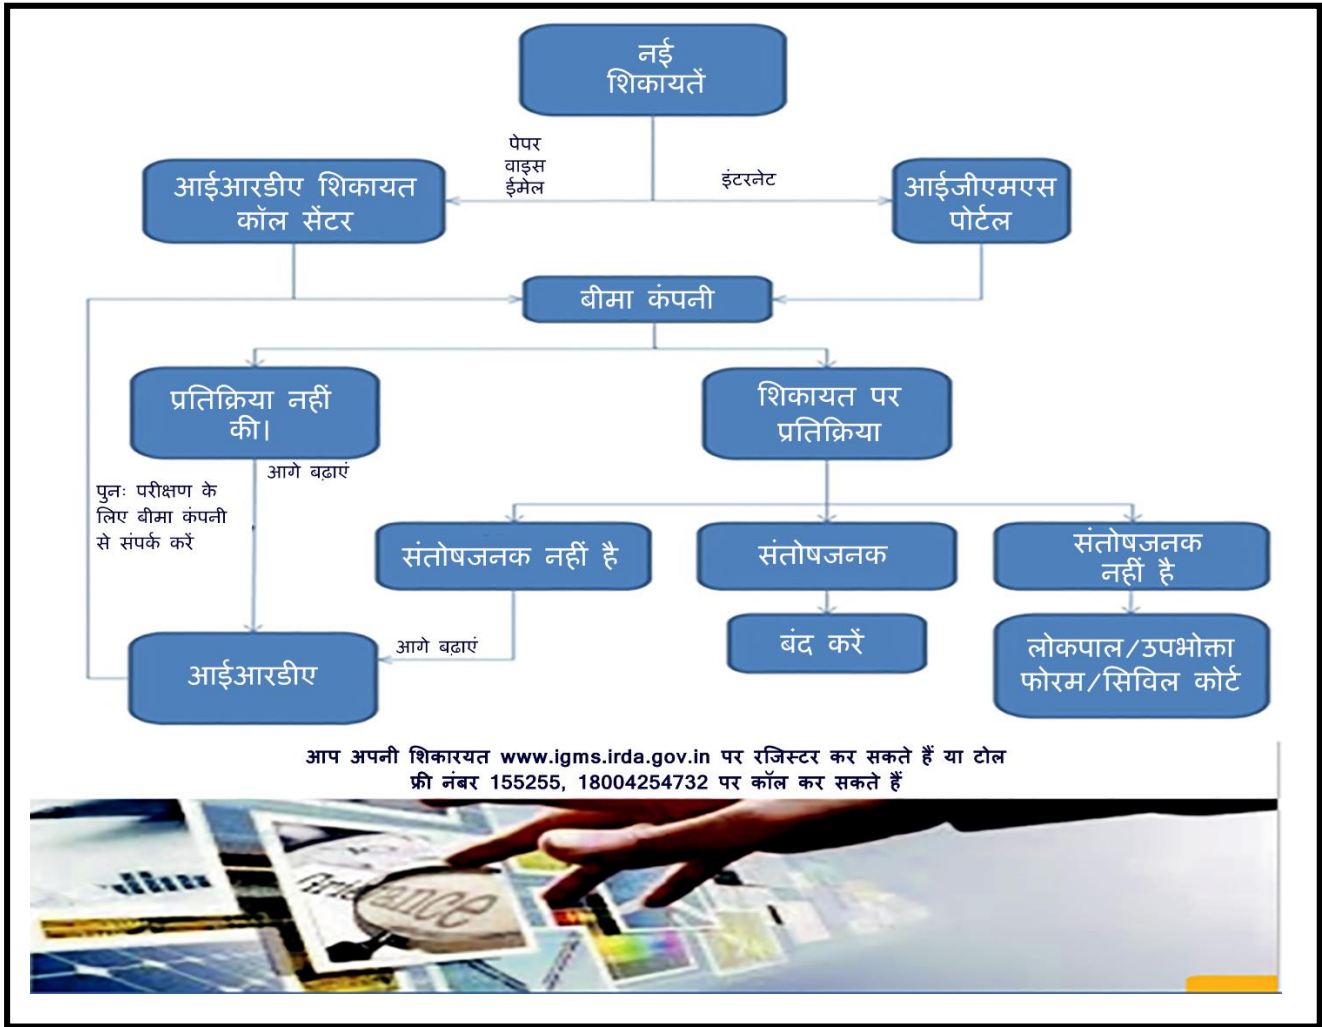 नई
शिकायतें
पेपर
वाइस
ईमेल
इंटरनेट
आईआरडीए शिकायत
कॉल सेंटर
आईजीएमएस
पोर्टल
बीमा कंपनी
प्रतिक्रिया नहीं
की।
शिकायत पर
प्रतिक्रिया
आगे बढ़ाएं
पुनः परीक्षण के
लिए बीमा कंपनी
से संपर्क करें
संतोषजनक नहीं है
संतोषजनक
संतोषजनक
नहीं है
आगे बढ़ाएं
आईआरडीए
बंद करें
लोकपाल/उपभोक्ता
फोरम/सिविल कोर्ट
आप अपनी शिकारयत www.igms.irda.gov.in पर रजिस्टर कर सकते हैं या टोल
फ्री नंबर 155255, 18004254732 पर कॉल कर सकते हैं
Grievance